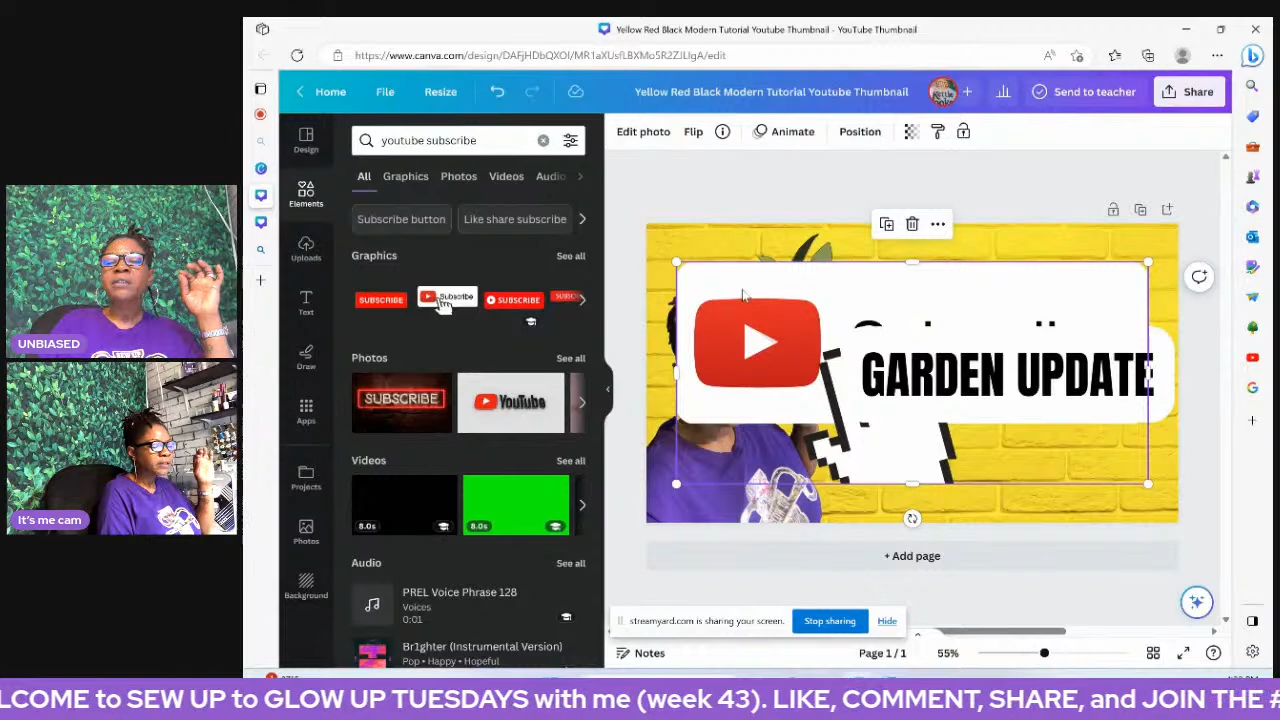 Yellow Red Black Modern Tutorial Youtube Thumbnail - YouTube Thumbnail
https://www.canva.com/design/DAFjHDbQXOI/MR1aXUsfLBXMo5R2ZJLIgA/edit
Home File Resize Yellow Red Black Modern Tutorial Youtube Thumbnail Send to teacher Share
Design
Elements
Uploads
Text
Draw
Apps
Projects
Photos
Background
youtube subscribe
All Graphics Photos Videos Audio
Subscribe button Like share subscribe
Graphics See all
SUBSCRIBE Subscribe SUBSCRIBE
Photos See all
SUBSCRIBE YouTube
Videos See all
8.0s 8.0s
Audio See all
PREL Voice Phrase 128
Voices
0:01
Br1ghter (Instrumental Version)
Pop • Happy • Hopeful
Edit photo Flip Animate Position
GARDEN UPDATE
+ Add page
streamyard.com is sharing your screen. Stop sharing Hide
Notes Page 1 / 1 55%
UNBIASED
It's me cam
LCOME to SEW UP to GLOW UP TUESDAYS with me (week 43). LIKE, COMMENT, SHARE, and JOIN THE #